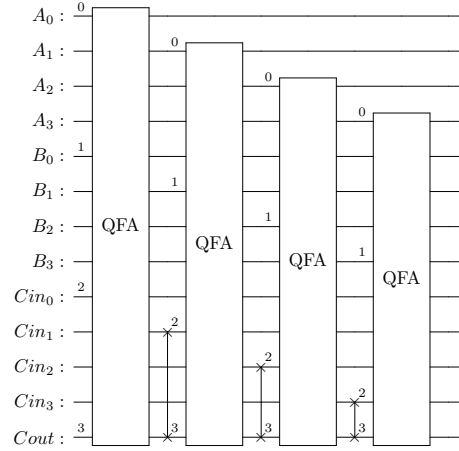 A0 : 0
A1 : 0
A2 : 0
A3 : 0
B0 : 1
B1 : 1
B2 : QFA 1
QFA
B3 : QFA 1
QFA
Cin0 : 2
Cin1 : 2
Cin2 : 2
Cin3 : 2
Cout : 3 3 3 3